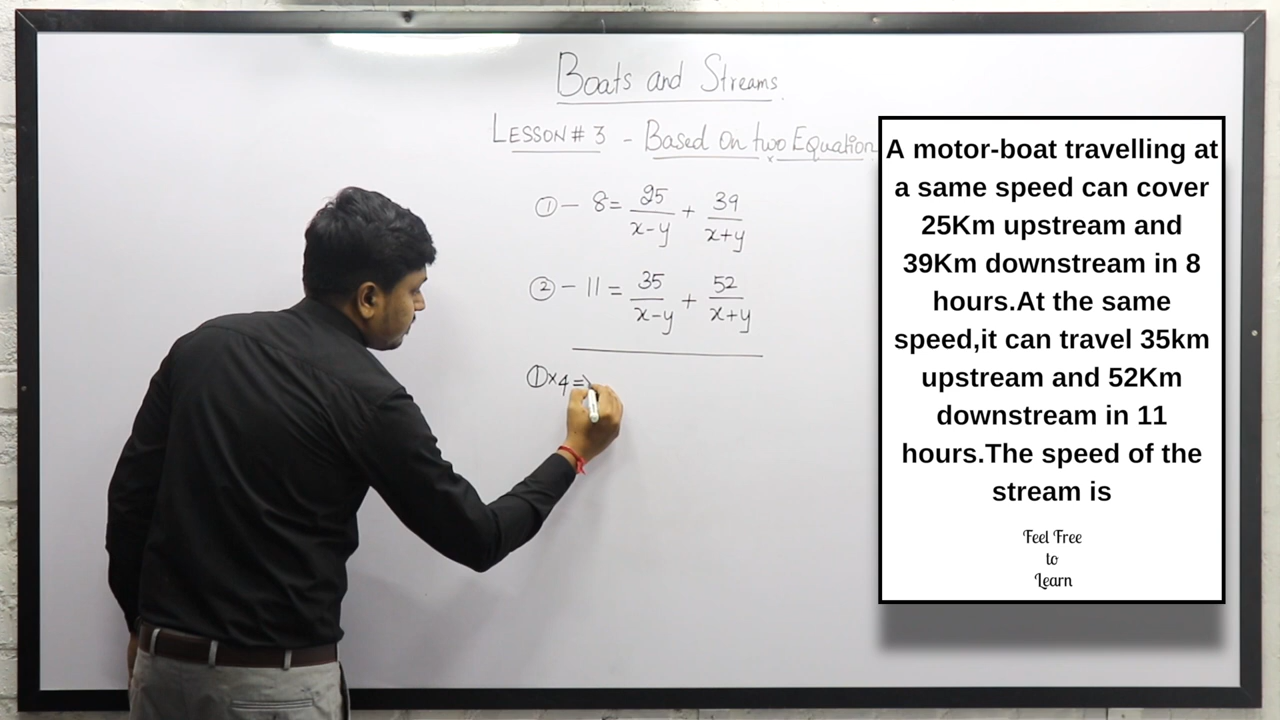 Boats and Streams
LESSON # 3 - Based on two Equation
① - 8 = 25/x-y + 39/x+y
② - 11 = 35/x-y + 52/x+y
① × 4 =>
A motor-boat travelling at
a same speed can cover
25Km upstream and
39Km downstream in 8
hours.At the same
speed,it can travel 35km
upstream and 52Km
downstream in 11
hours.The speed of the
stream is
Feel Free
to
Learn